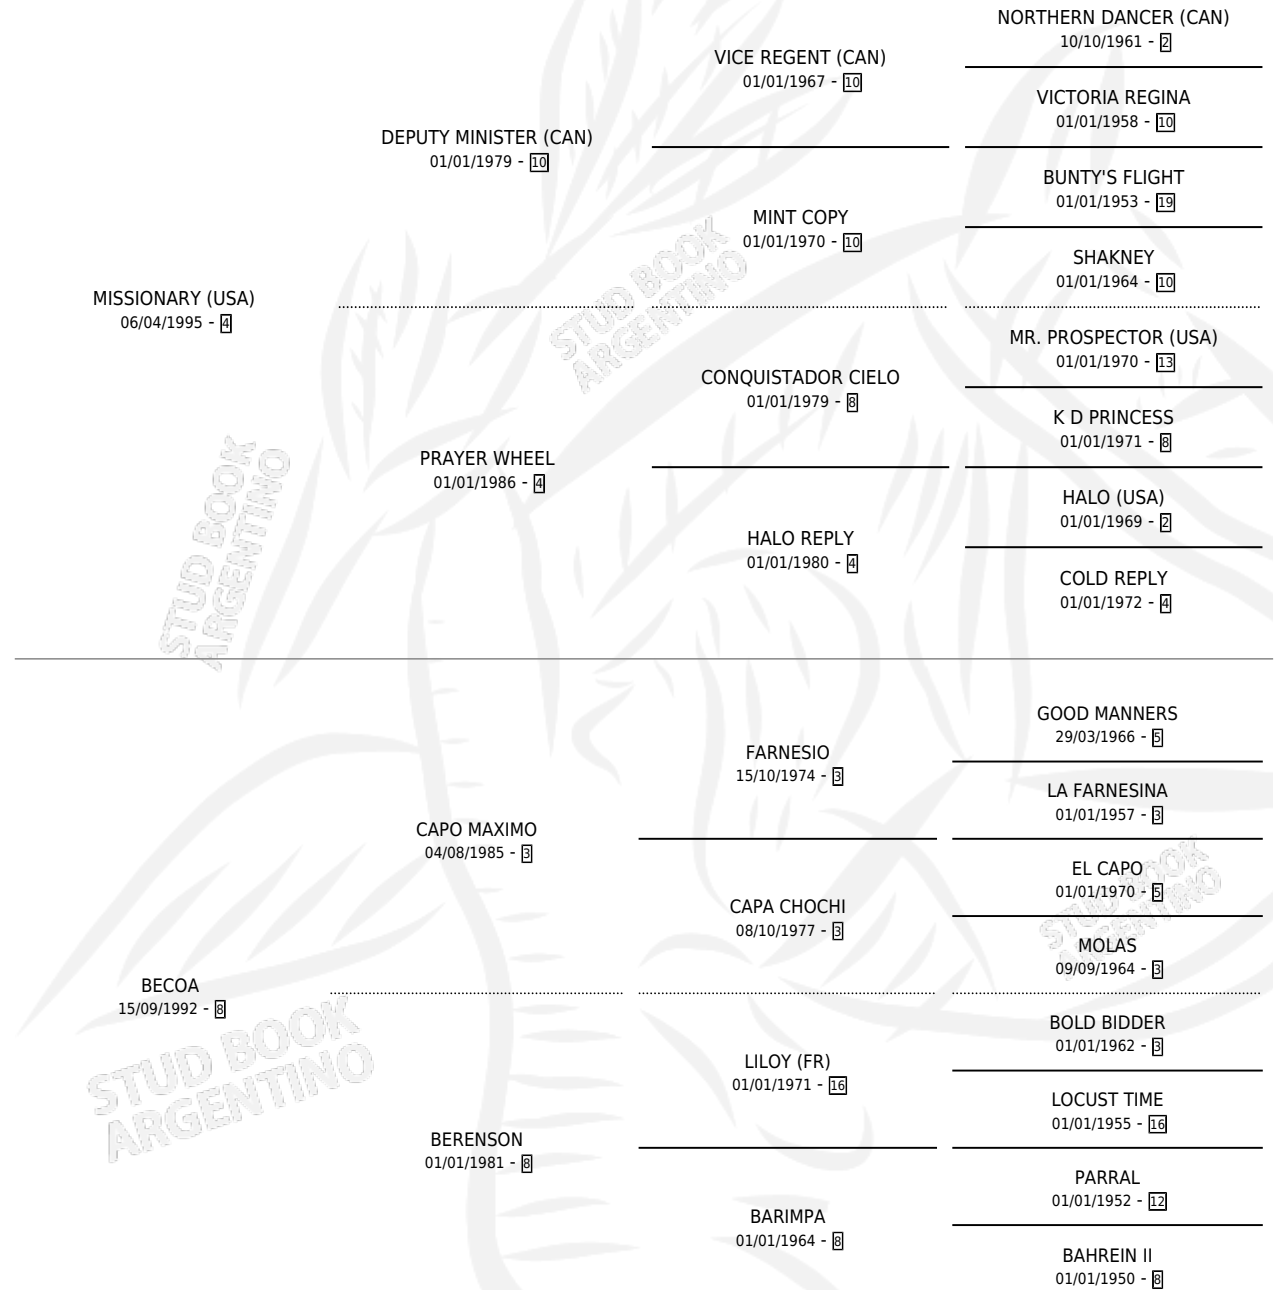 NORTHERN DANCER (CAN)
10/10/1961 - 2
VICE REGENT (CAN)
01/01/1967 - 10
VICTORIA REGINA
01/01/1958 - 10
DEPUTY MINISTER (CAN)
01/01/1979 - 10
BUNTY'S FLIGHT
01/01/1953 - 19
MINT COPY
01/01/1970 - 10
SHAKNEY
01/01/1964 - 10
MISSIONARY (USA)
06/04/1995 - 4
MR. PROSPECTOR (USA)
01/01/1970 - 13
CONQUISTADOR CIELO
01/01/1979 - 8
K D PRINCESS
01/01/1971 - 8
PRAYER WHEEL
01/01/1986 - 4
HALO (USA)
01/01/1969 - 2
HALO REPLY
01/01/1980 - 4
COLD REPLY
01/01/1972 - 4
GOOD MANNERS
29/03/1966 - 5
FARNESIO
15/10/1974 - 3
LA FARNESINA
01/01/1957 - 3
CAPO MAXIMO
04/08/1985 - 3
EL CAPO
01/01/1970 - 5
CAPA CHOCHI
08/10/1977 - 3
MOLAS
09/09/1964 - 3
BECOA
15/09/1992 - 8
BOLD BIDDER
01/01/1962 - 3
LILOY (FR)
01/01/1971 - 16
LOCUST TIME
01/01/1955 - 16
BERENSON
01/01/1981 - 8
PARRAL
01/01/1952 - 12
BARIMPA
01/01/1964 - 8
BAHREIN II
01/01/1950 - 8
STUD BOOK
ARGENTINO
STUD BOOK
ARGENTINO
STUD BOOK
ARGENTINO
STUD BOOK
ARGENTINO